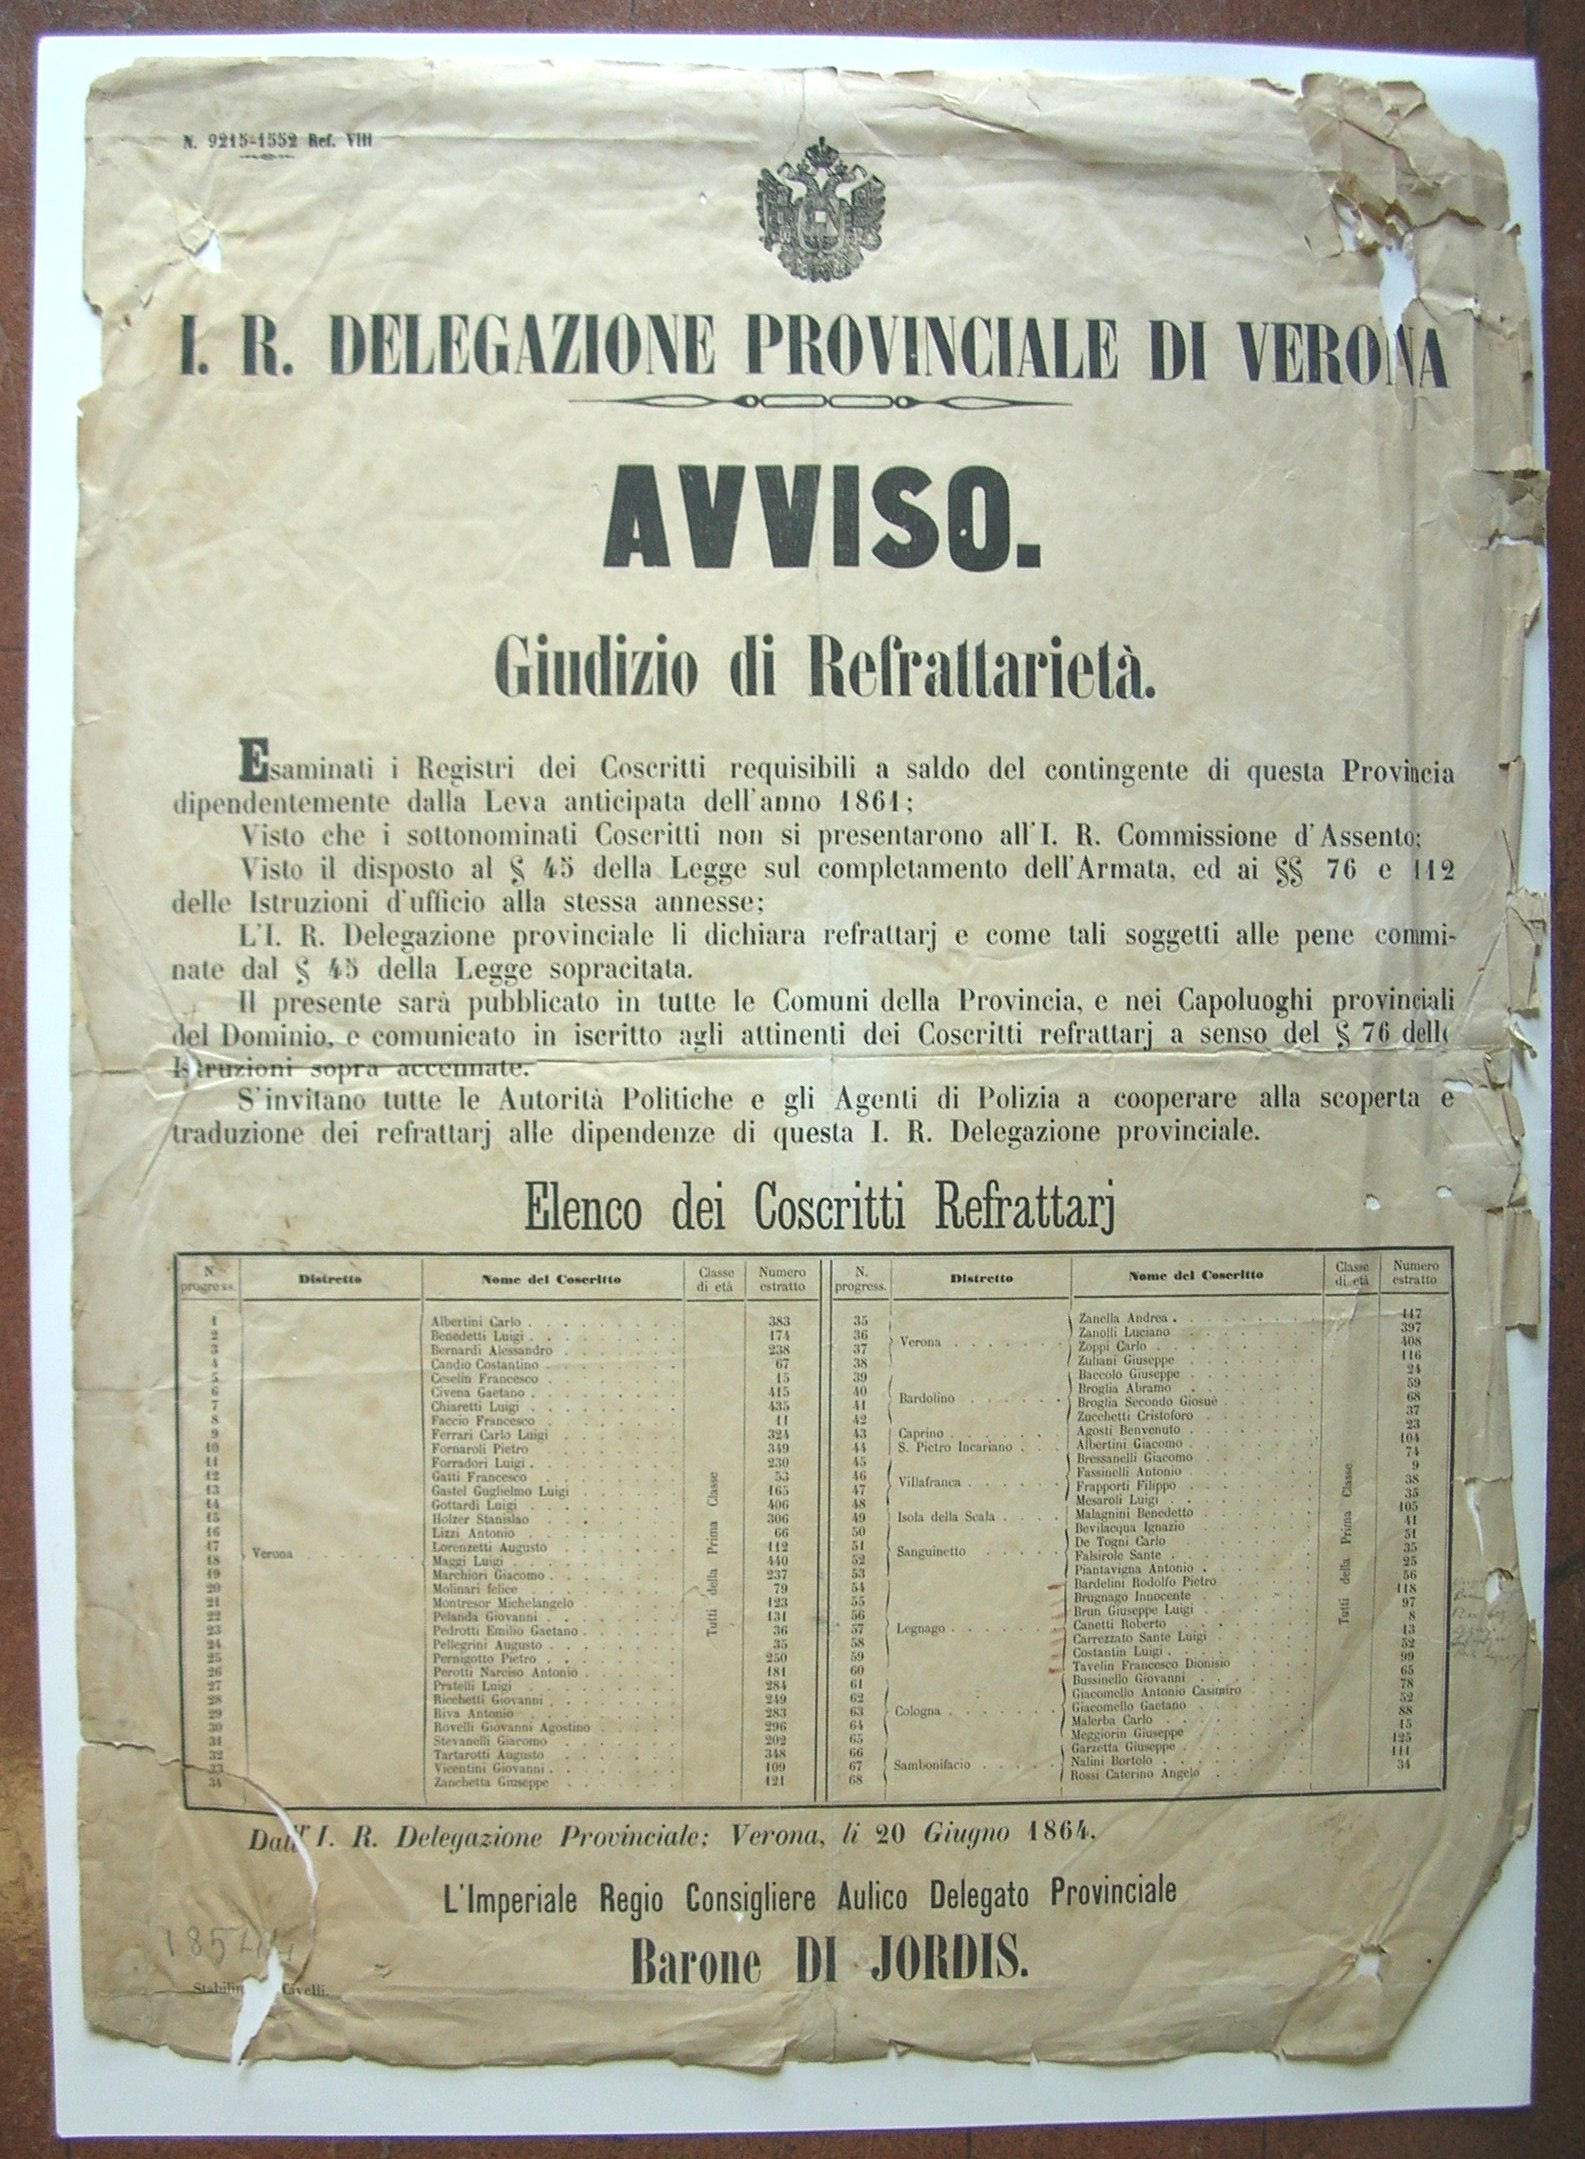 N. 9215-1552 Ref. VIII
I. R. DELEGAZIONE PROVINCIALE DI VERONA
AVVISO.
Giudizio di Refrattarietà.
Esaminati i Registri dei Coscritti requisibili a saldo del contingente di questa Provincia
dipendentemente dalla Leva anticipata dell'anno 1861;
Visto che i sottonominati Coscritti non si presentarono all'I. R. Commissione d'Assento;
Visto il disposto al § 45 della Legge sul completamento dell'Armata, ed ai §§ 76 e 112
delle Istruzioni d'ufficio alla stessa annesse;
L'I. R. Delegazione provinciale li dichiara refrattarj e come tali soggetti alle pene commi-
nate dal § 45 della Legge sopracitata.
Il presente sarà pubblicato in tutte le Comuni della Provincia, e nei Capoluoghi provinciali
del Dominio, e comunicato in iscritto agli attinenti dei Coscritti refrattarj a senso del § 76 delle
Istruzioni sopra accennate.
S'invitano tutte le Autorità Politiche e gli Agenti di Polizia a cooperare alla scoperta e
traduzione dei refrattarj alle dipendenze di questa I. R. Delegazione provinciale.
Elenco dei Coscritti Refrattarj
N. progress. Distretto Nome del Coscritto Classe di età Numero estratto
1 Albertini Carlo 383
2 Benedetti Luigi 174
3 Bernardi Alessandro 238
4 Candio Costantino 67
5 Ceselin Francesco 15
6 Civena Gaetano 415
7 Chiaretti Luigi 435
8 Faccio Francesco 11
9 Ferrari Carlo Luigi 324
10 Fornaroli Pietro 349
11 Forradori Luigi 230
12 Gatti Francesco 53
13 Gastel Guglielmo Luigi 165
14 Gottardi Luigi 406
15 Holzer Stanislao 306
16 Lizzi Antonio 66
17 Lorenzetti Augusto 112
Verona
18 Maggi Luigi 440
19 Marchiori Giacomo 237
20 Molinari felice 79
21 Montresor Michelangelo 123
22 Pelanda Giovanni 131
23 Pedrotti Emilio Gaetano 36
24 Pellegrini Augusto 35
25 Pernigotto Pietro 250
26 Perotti Narciso Antonio 181
27 Pratelli Luigi 284
28 Ricchetti Giovanni 249
29 Riva Antonio 283
30 Rovelli Giovanni Agostino 296
31 Stevanelli Giacomo 202
32 Tartarotti Augusto 348
33 Vicentini Giovanni 109
34 Zanchetta Giuseppe 121
Tutti della Prima Classe
N. progress. Distretto Nome del Coscritto Classe di età Numero estratto
35 Zanella Andrea 447
36 Zanolli Luciano 397
Verona
37 Zoppi Carlo 408
38 Zuliani Giuseppe 116
39 Baccolo Giuseppe 24
40 Broglia Abramo 59
Bardolino
41 Broglia Secondo Giosuè 68
42 Zucchetti Cristoforo 37
43 Caprino Agosti Benvenuto 23
44 S. Pietro Incariano Albertini Giacomo 104
45 Bressanelli Giacomo 74
46 Fassinelli Antonio 9
Villafranca
47 Frapporti Filippo 38
48 Mesaroli Luigi 35
49 Isola della Scala Malagnini Benedetto 105
50 Bevilacqua Ignazio 41
51 De Togni Carlo 51
Sanguinetto
52 Falsirole Sante 35
53 Piantavigna Antonio 25
54 Bardelini Rodolfo Pietro 56
55 Brugnago Innocente 118
56 Brun Giuseppe Luigi 97
57 Legnago Canetti Roberto 8
58 Carrezzato Sante Luigi 13
59 Costantin Luigi 52
60 Tavelin Francesco Dionisio 99
61 Bussinello Giovanni 65
62 Giacomello Antonio Casimiro 78
63 Cologna Giacomello Gaetano 52
64 Malerba Carlo 88
65 Meggiorin Giuseppe 15
66 Garzetta Giuseppe 125
67 Sambonifacio Nalini Bortolo 111
68 Rossi Caterino Angelo 34
Tutti della Prima Classe
Dall' I. R. Delegazione Provinciale; Verona, li 20 Giugno 1864.
L'Imperiale Regio Consigliere Aulico Delegato Provinciale
Barone DI JORDIS.
Civelli.